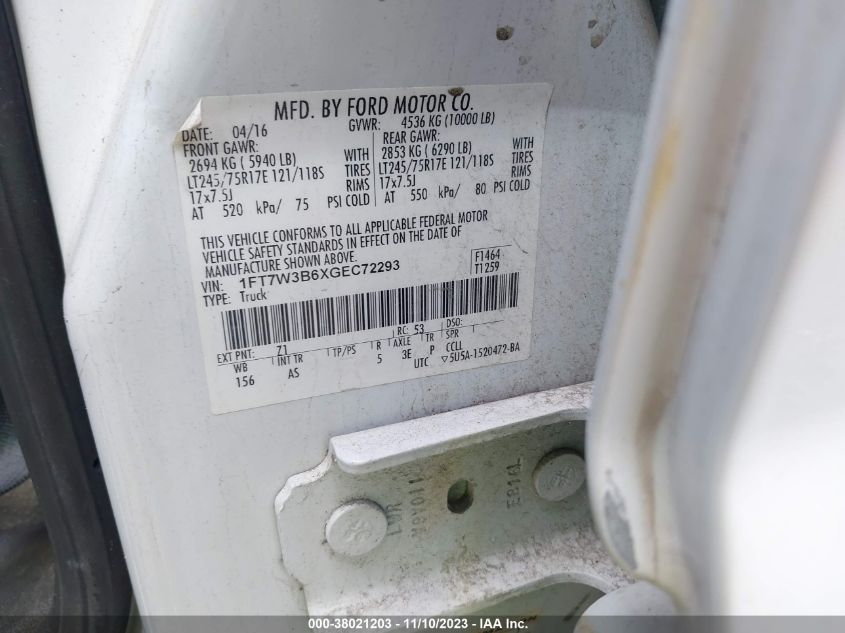 MFD. BY FORD MOTOR CO.
DATE: 04/16 GVWR: 4536 KG (10000 LB)
FRONT GAWR: REAR GAWR:
2694 KG ( 5940 LB) WITH 2853 KG ( 6290 LB) WITH
LT245/75R17E 121/118S TIRES LT245/75R17E 121/118S TIRES
17x7.5J RIMS 17x7.5J RIMS
AT 520 kPa/ 75 PSI COLD AT 550 kPa/ 80 PSI COLD
THIS VEHICLE CONFORMS TO ALL APPLICABLE FEDERAL MOTOR
VEHICLE SAFETY STANDARDS IN EFFECT ON THE DATE OF
MANUFACTURE SHOWN ABOVE.
VIN: 1FT7W3B6XGEC72293 F1464
TYPE: Truck T1259
EXT PNT: Z1 RC: 53 DSO:
WB INT TR TP/PS R AXLE TR SPR
156 AS 5 3E P CCLL
UTC ▽5U5A-1520472-BA
LWR
M9Y011
EB16L
000-38021203 - 11/10/2023 - IAA Inc.